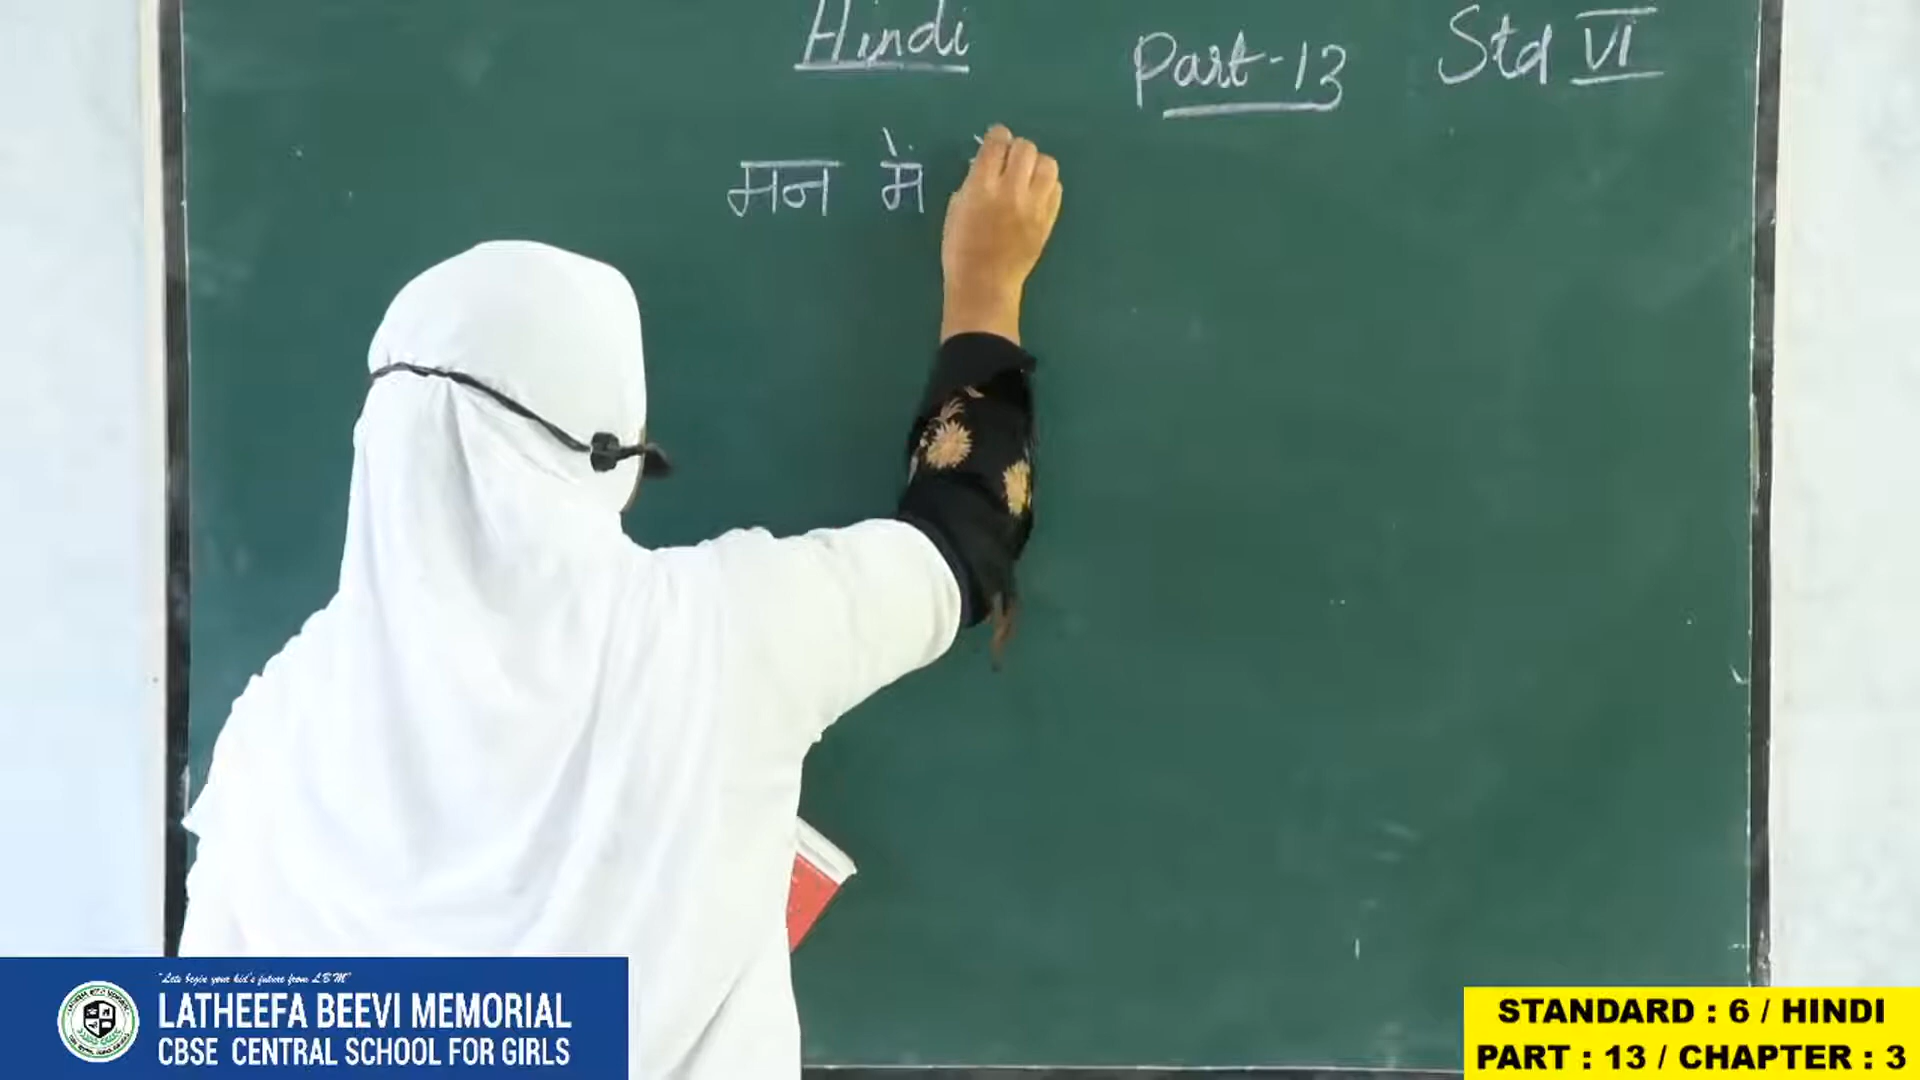 Hindi
Part-13
Std VI
मन में
"Lets begin your kid's future from LBM"
LATHEEFA BEEVI MEMORIAL
CBSE CENTRAL SCHOOL FOR GIRLS
STANDARD : 6 / HINDI
PART : 13 / CHAPTER : 3